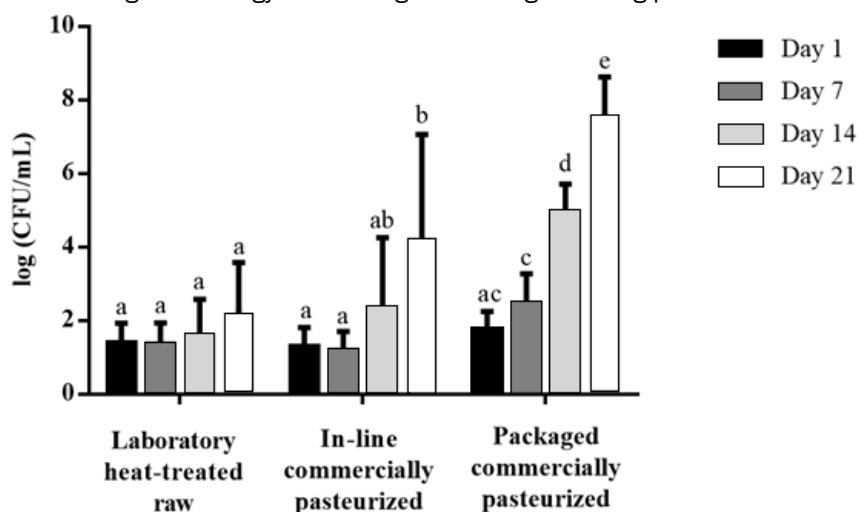 10
Day 1
Day 7
Day 14
Day 21
log (CFU/mL)
8
6
4
2
0
a
a
a
a
a
a
ab
b
ac
c
d
e
Laboratory
heat-treated
raw
In-line
commercially
pasteurized
Packaged
commercially
pasteurized